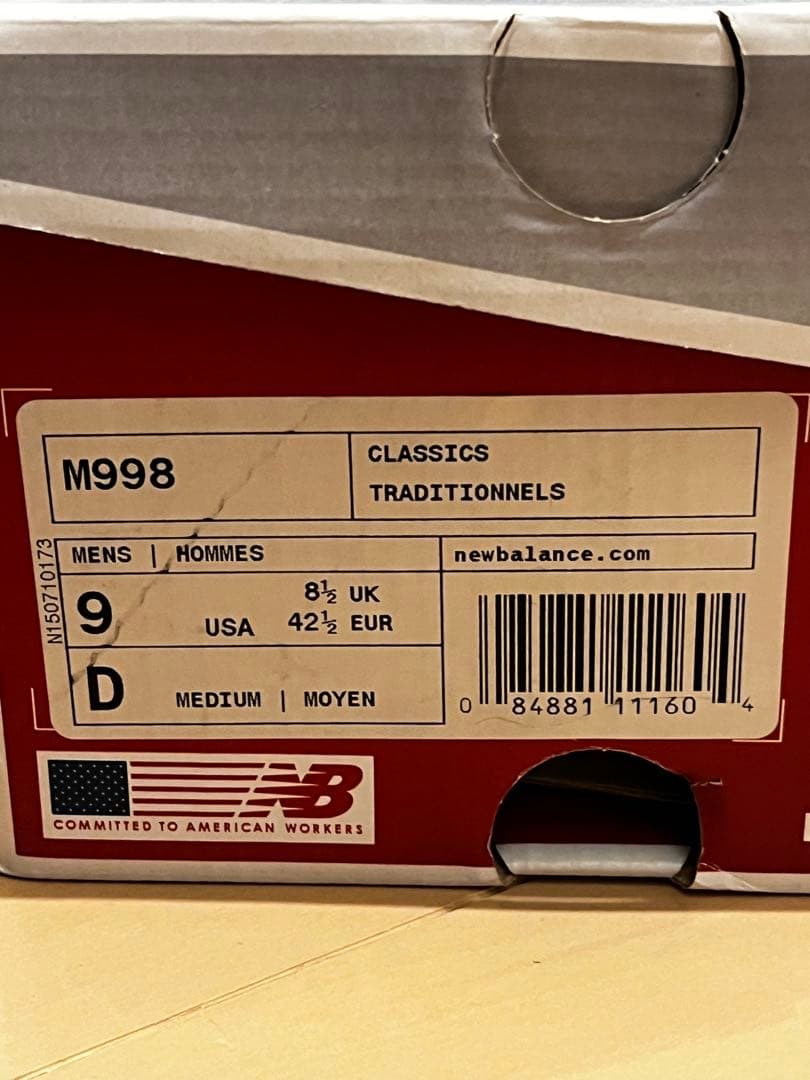 M998
CLASSICS
TRADITIONNELS
MENS | HOMMES
newbalance.com
9 USA 8½ UK
42½ EUR
D MEDIUM | MOYEN
N150710173
0 84881 11160 4
NB
COMMITTED TO AMERICAN WORKERS